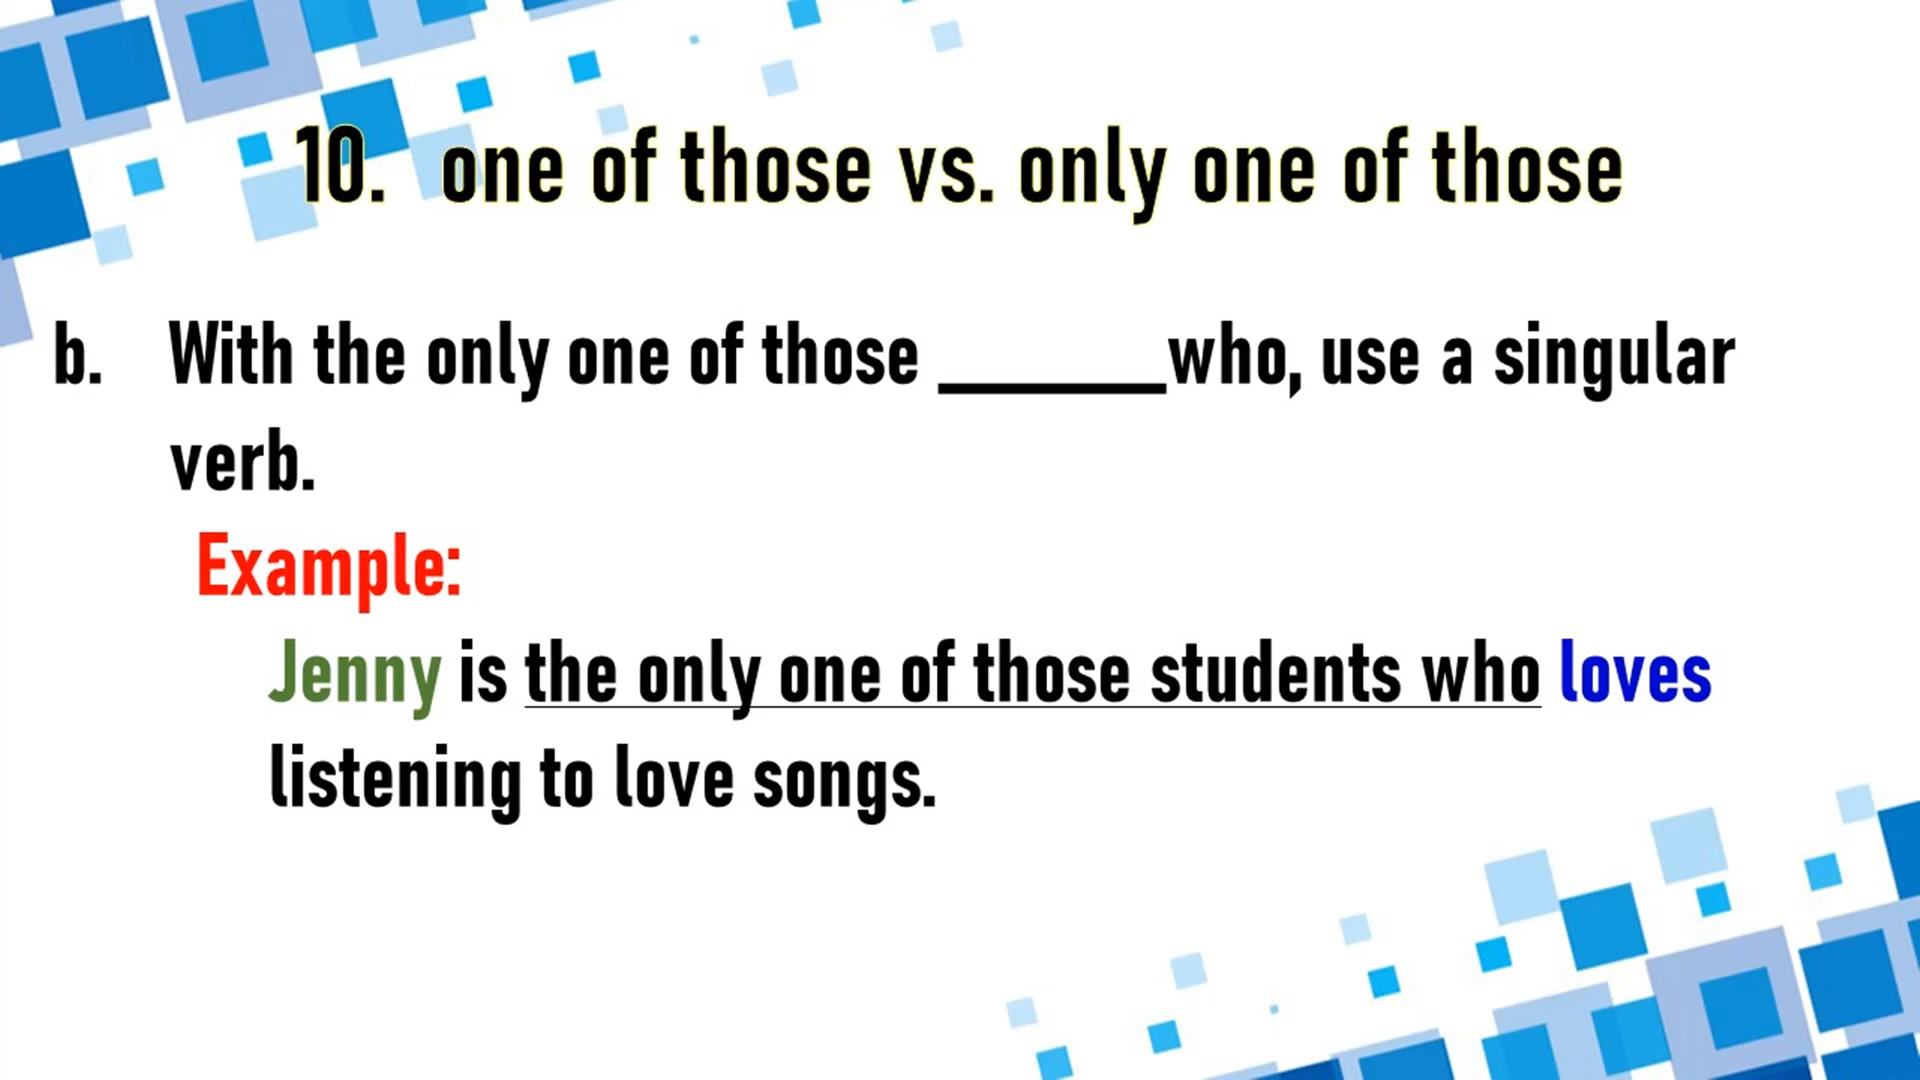 10. one of those vs. only one of those
b. With the only one of those ______who, use a singular
verb.
Example:
Jenny is the only one of those students who loves
listening to love songs.